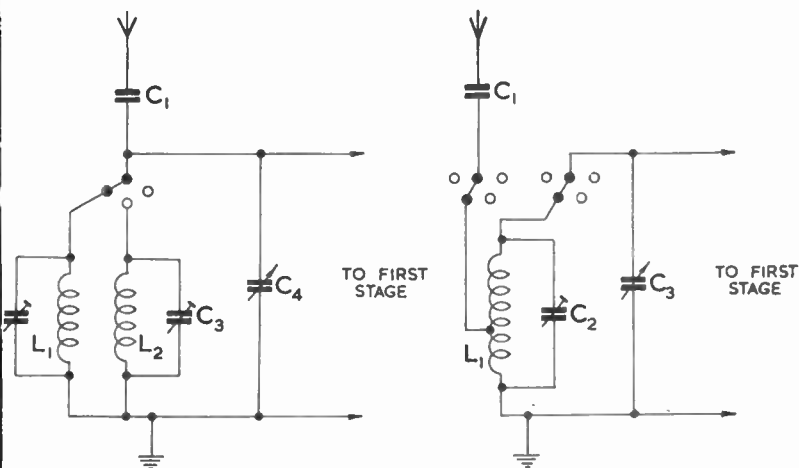 C₁
C₄
TO FIRST
STAGE
L₁
L₂
C₃
C₁
C₃
TO FIRST
STAGE
C₂
L₁